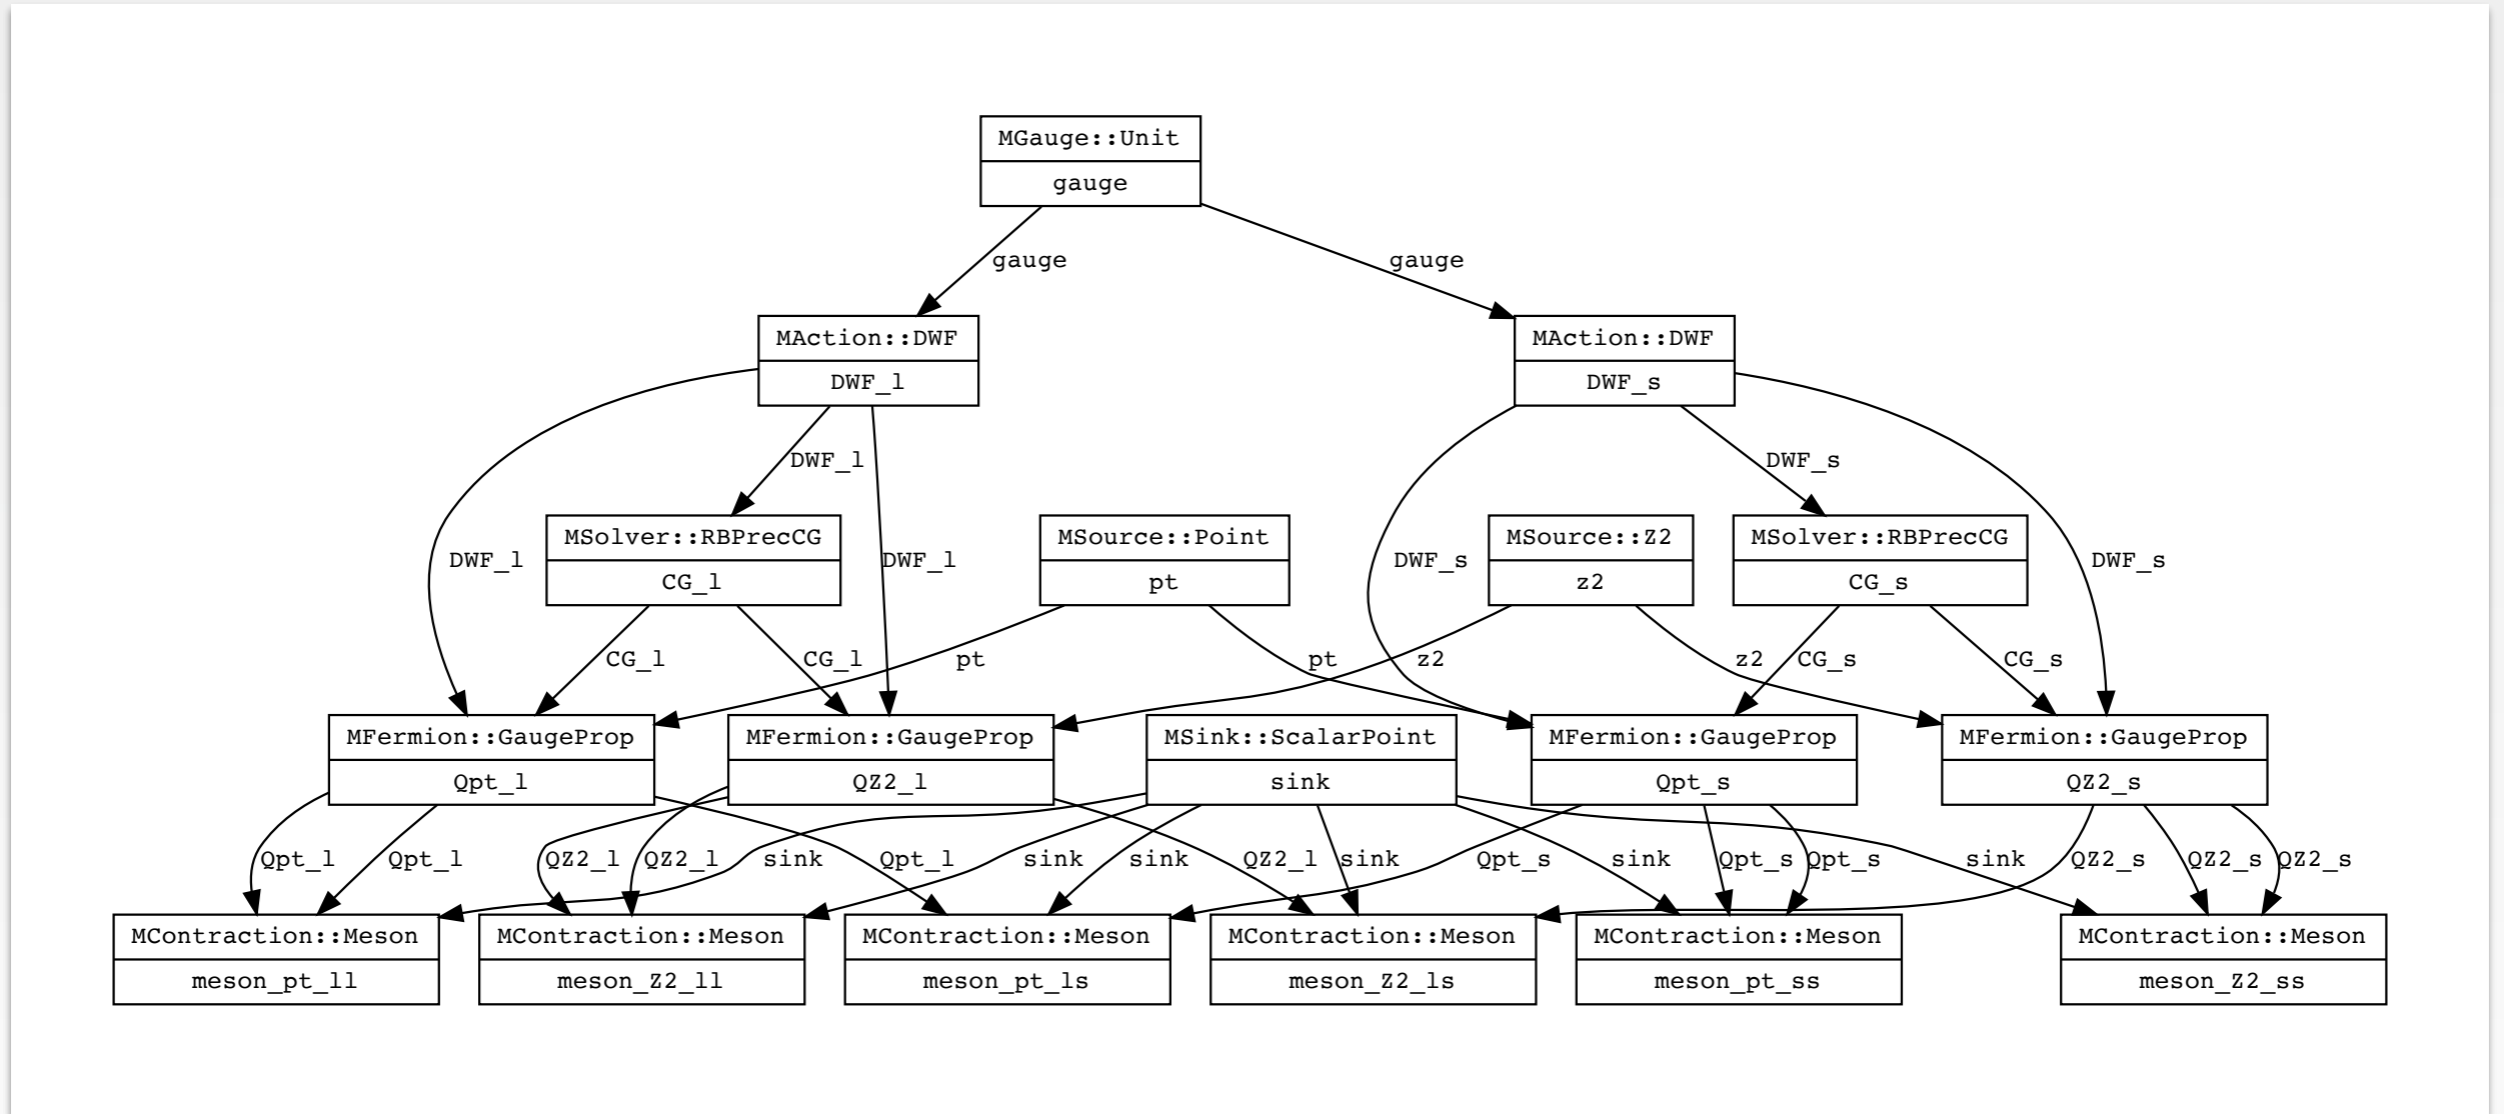 MGauge::Unit
gauge
gauge
gauge
MAction::DWF
DWF_l
MAction::DWF
DWF_s
DWF_l
DWF_s
MSolver::RBPrecCG
CG_l
MSource::Point
pt
MSource::Z2
z2
MSolver::RBPrecCG
CG_s
DWF_l
DWF_l
DWF_s
DWF_s
CG_l
CG_l
pt
pt
z2
z2
CG_s
CG_s
MFermion::GaugeProp
Qpt_l
MFermion::GaugeProp
QZ2_l
MSink::ScalarPoint
sink
MFermion::GaugeProp
Qpt_s
MFermion::GaugeProp
QZ2_s
Qpt_l
Qpt_l
QZ2_l
QZ2_l
sink
Qpt_l
sink
sink
QZ2_l
sink
Qpt_s
sink
Qpt_s
Qpt_s
sink
QZ2_s
QZ2_s
QZ2_s
MContraction::Meson
meson_pt_ll
MContraction::Meson
meson_Z2_ll
MContraction::Meson
meson_pt_ls
MContraction::Meson
meson_Z2_ls
MContraction::Meson
meson_pt_ss
MContraction::Meson
meson_Z2_ss